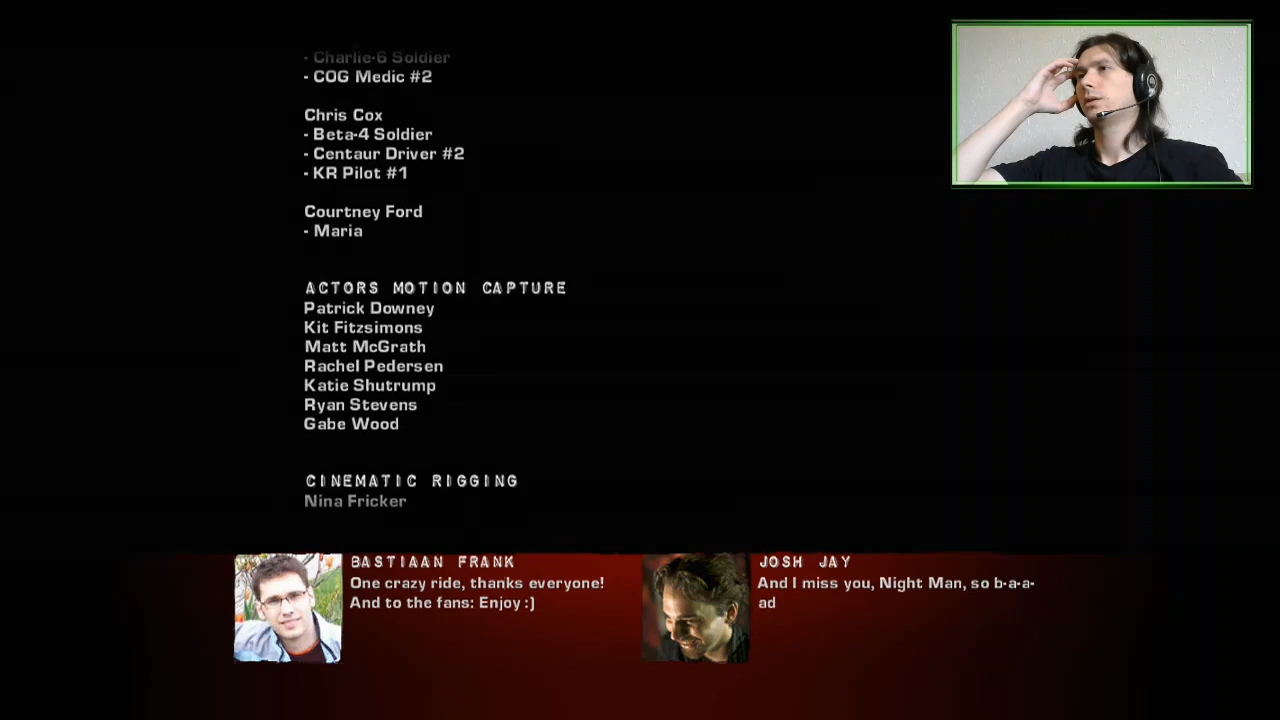 - Charlie-6 Soldier
- COG Medic #2
Chris Cox
- Beta-4 Soldier
- Centaur Driver #2
- KR Pilot #1
Courtney Ford
- Maria
ACTORS MOTION CAPTURE
Patrick Downey
Kit Fitzsimons
Matt McGrath
Rachel Pedersen
Katie Shutrump
Ryan Stevens
Gabe Wood
CINEMATIC RIGGING
Nina Fricker
BASTIAAN FRANK
One crazy ride, thanks everyone!
And to the fans: Enjoy :)
JOSH JAY
And I miss you, Night Man, so b-a-a-
ad